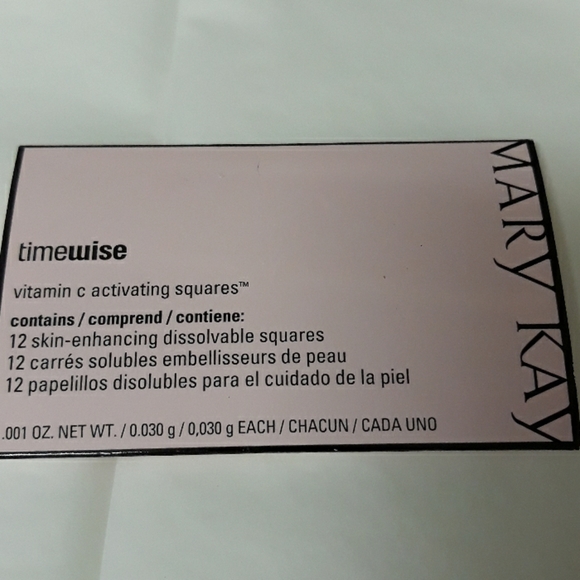 timewise
vitamin c activating squares™
contains / comprend / contiene:
12 skin-enhancing dissolvable squares
12 carrés solubles embellisseurs de peau
12 papelillos disolubles para el cuidado de la piel
.001 OZ. NET WT. / 0.030 g / 0,030 g EACH / CHACUN / CADA UNO
MARY KAY